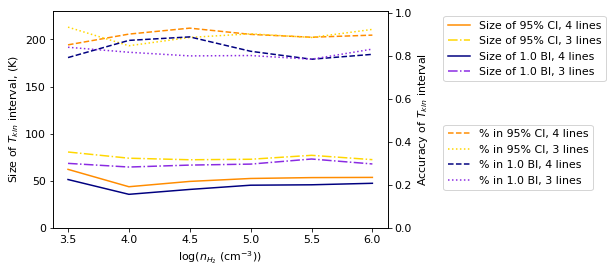 Size of T_kin interval, (K)
200
150
100
50
0
3.5 4.0 4.5 5.0 5.5 6.0
log(n_H₂ (cm⁻³))
1.0
0.8
0.6
0.4
0.2
0.0
Accuracy of T_kin interval
Size of 95% CI, 4 lines
Size of 95% CI, 3 lines
Size of 1.0 BI, 4 lines
Size of 1.0 BI, 3 lines
% in 95% CI, 4 lines
% in 95% CI, 3 lines
% in 1.0 BI, 4 lines
% in 1.0 BI, 3 lines